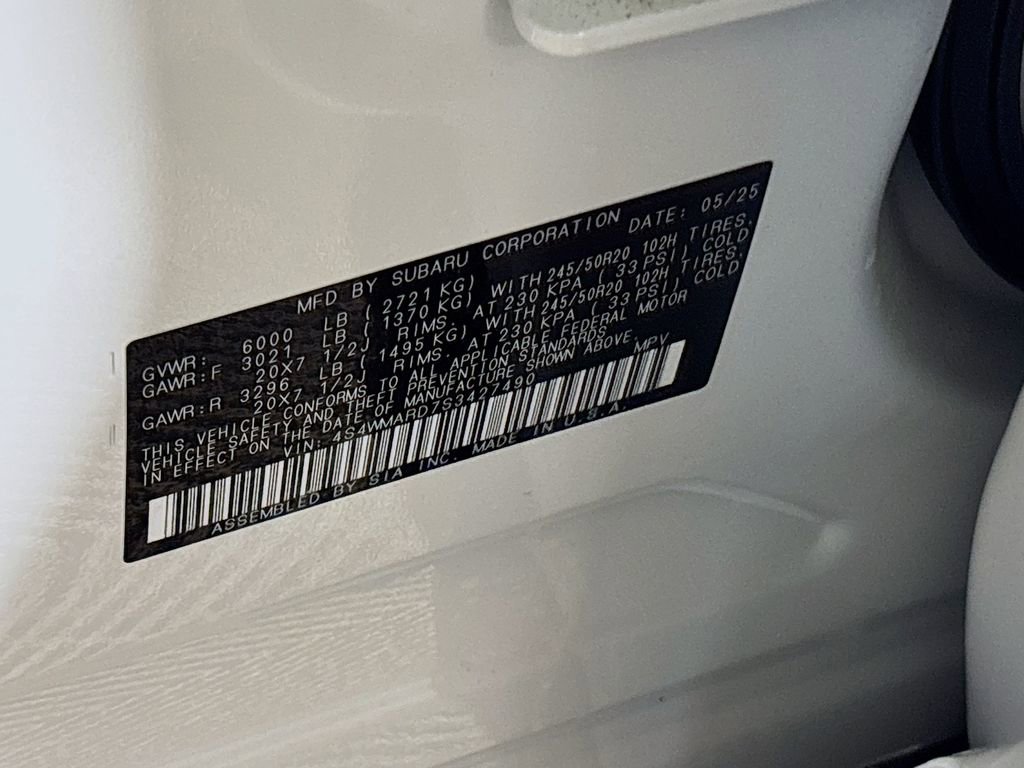 MFD BY SUBARU CORPORATION DATE: 05/25
GVWR: 6000 LB ( 2721KG) WITH 245/50R20 102H TIRES,
GAWR:F 3021 LB ( 1370 KG) AT 230 KPA ( 33 PSI) COLD
20X7 1/2J RIMS.
GAWR:R 3296 LB ( 1495 KG) WITH 245/50R20 102H TIRES,
20X7 1/2J RIMS. AT 230 KPA ( 33 PSI) COLD
THIS VEHICLE CONFORMS TO ALL APPLICABLE FEDERAL MOTOR
VEHICLE SAFETY AND THEFT PREVENTION STANDARDS
IN EFFECT ON THE DATE OF MANUFACTURE SHOWN ABOVE.
VIN: 4S4WMARD7S3427490 MPV
ASSEMBLED BY SIA INC. MADE IN U.S.A.